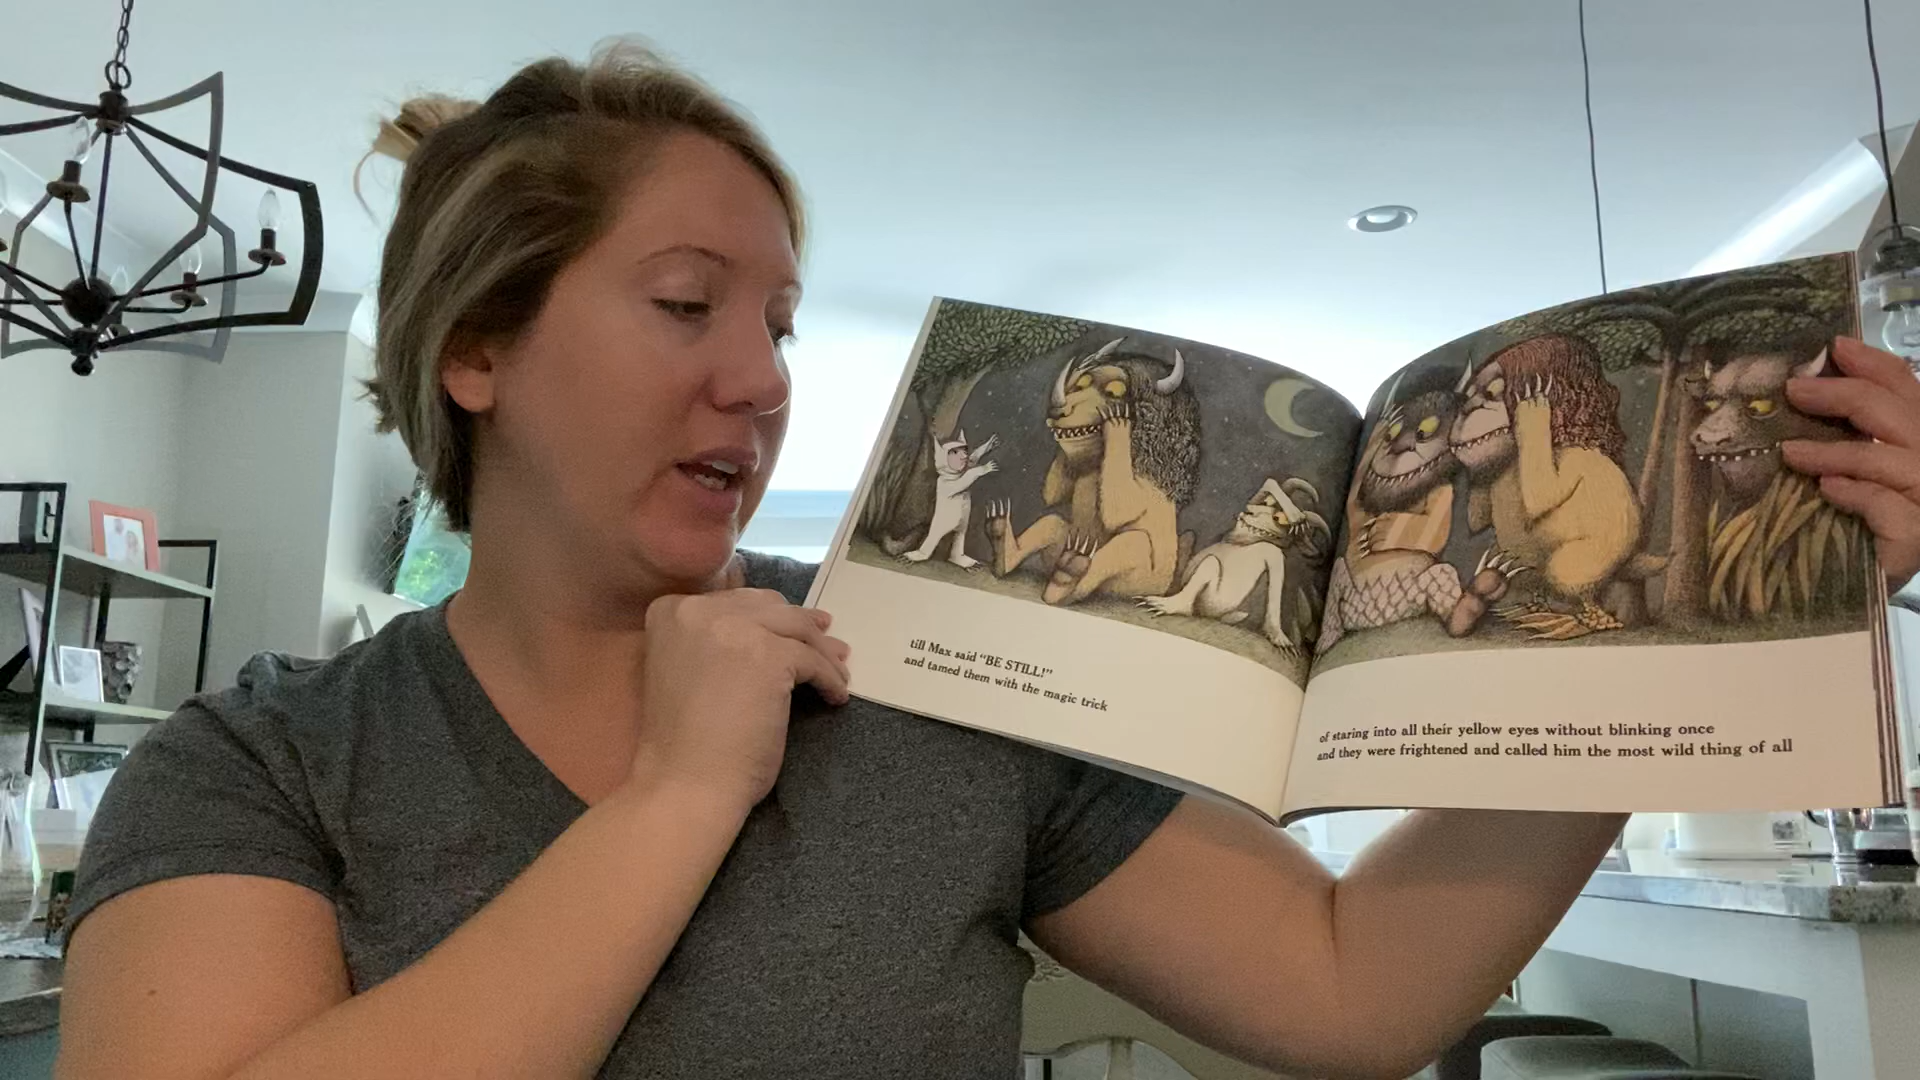 till Max said “BE STILL!”
and tamed them with the magic trick
of staring into all their yellow eyes without blinking once
and they were frightened and called him the most wild thing of all